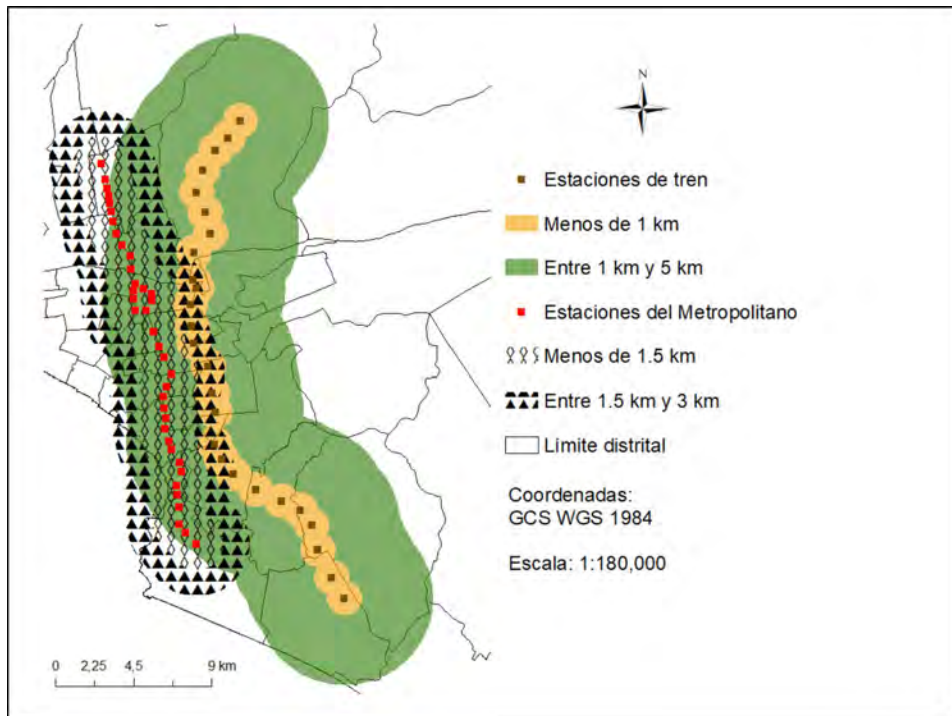 N
Estaciones de tren
Menos de 1 km
Entre 1 km y 5 km
Estaciones del Metropolitano
Menos de 1.5 km
Entre 1.5 km y 3 km
Límite distrital
Coordenadas:
GCS WGS 1984
Escala: 1:180,000
0 2,25 4,5 9 km